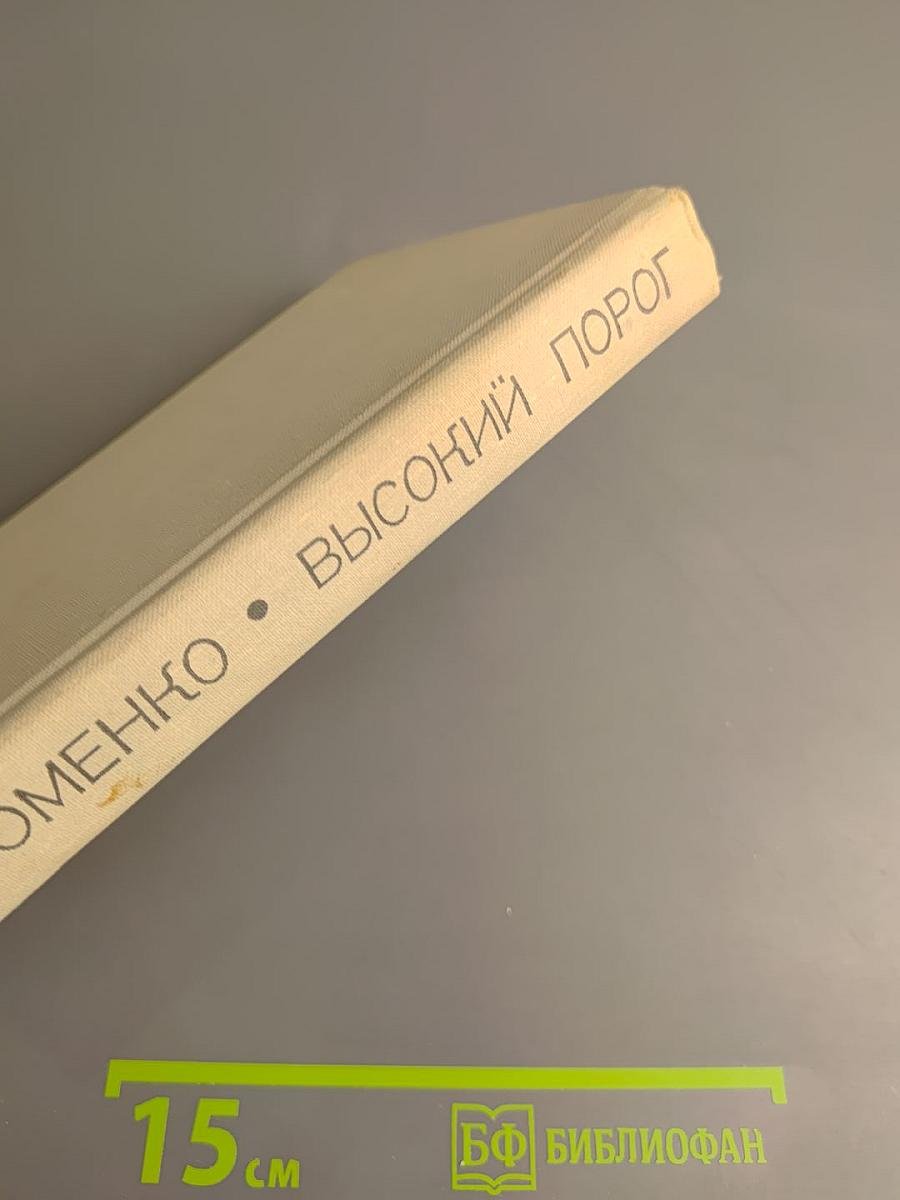 ОМЕНКО • ВЫСОКИЙ ПОРОГ
15 см
БФ БИБЛИОФАН